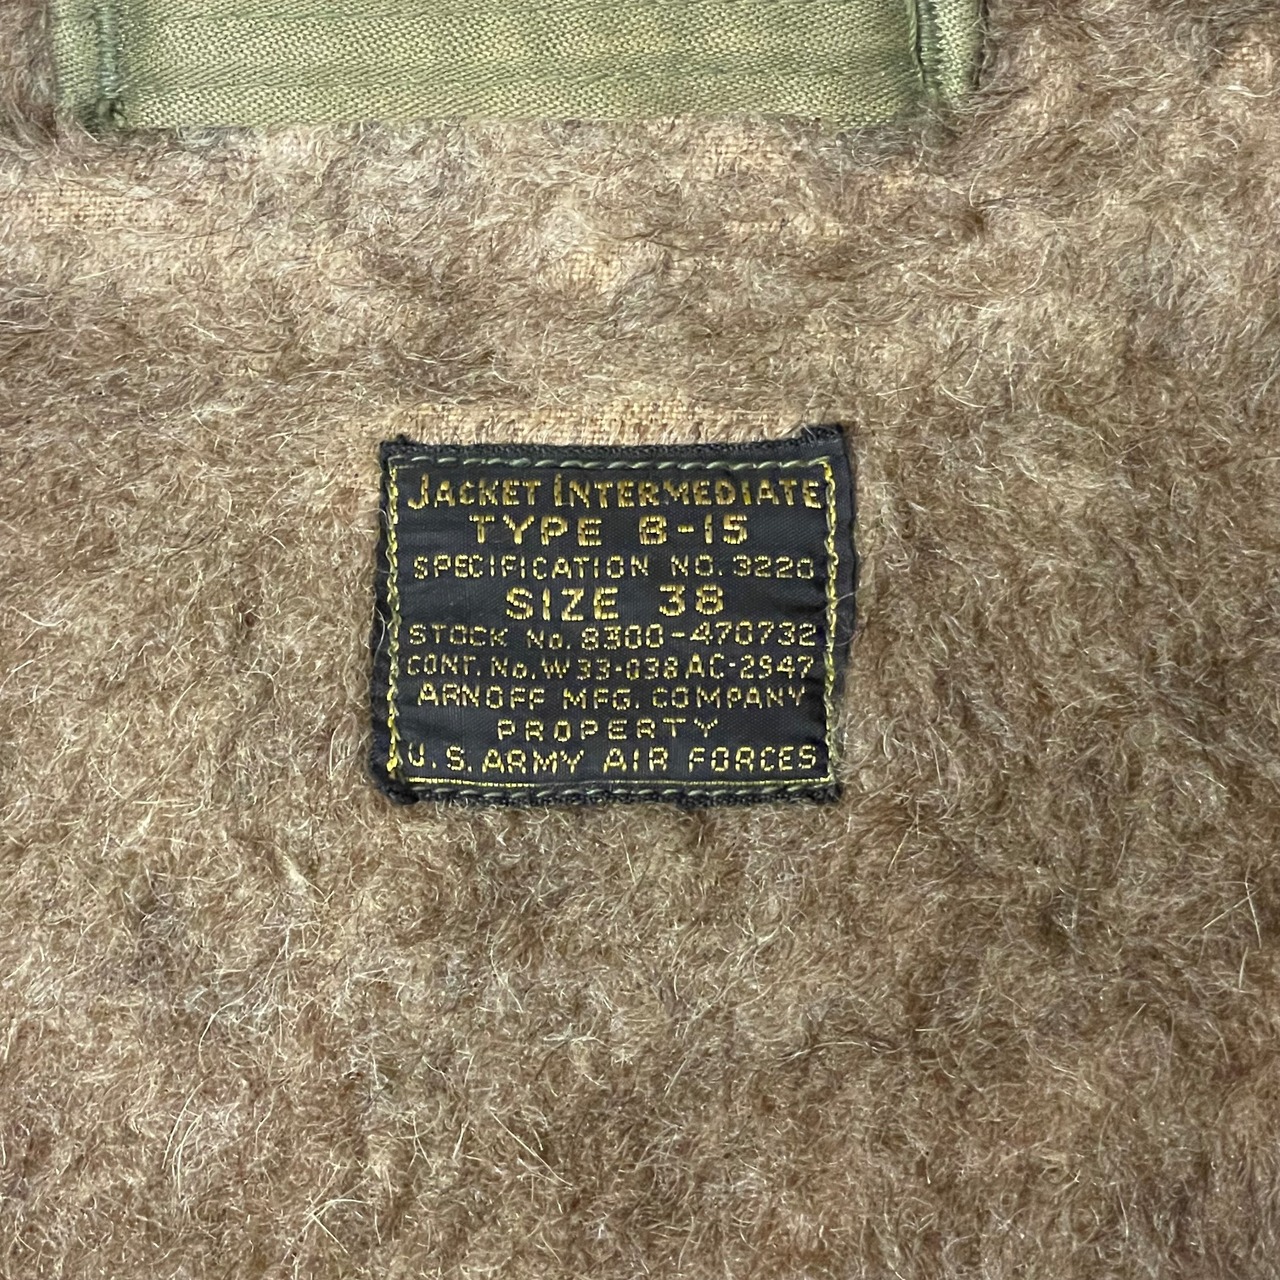 JACKET INTERMEDIATE
TYPE B-15
SPECIFICATION NO. 3220
SIZE 38
STOCK No. 8300-470732
CONT. No. W 33-038 AC-2947
ARNOFF MFG. COMPANY
PROPERTY
U.S. ARMY AIR FORCES